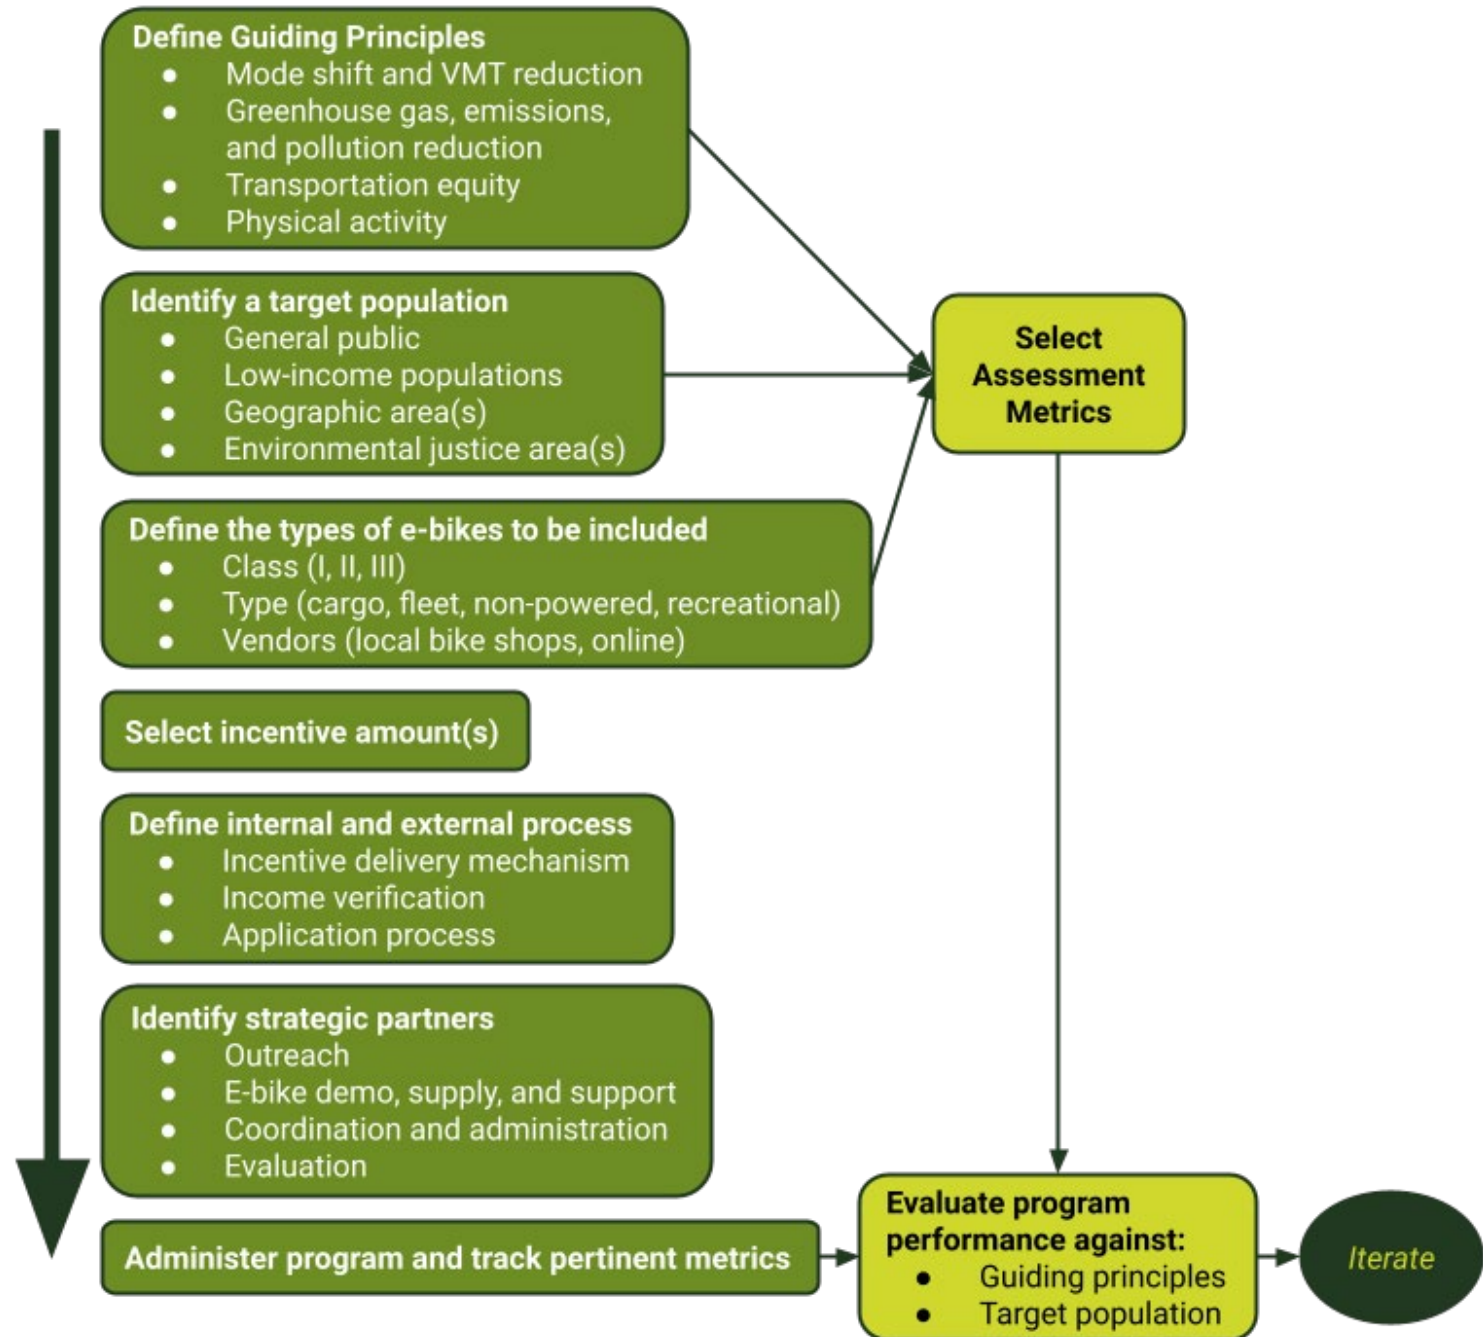 Define Guiding Principles
● Mode shift and VMT reduction
● Greenhouse gas, emissions,
and pollution reduction
● Transportation equity
● Physical activity
Identify a target population
● General public
● Low-income populations
● Geographic area(s)
● Environmental justice area(s)
Define the types of e-bikes to be included
● Class (I, II, III)
● Type (cargo, fleet, non-powered, recreational)
● Vendors (local bike shops, online)
Select incentive amount(s)
Define internal and external process
● Incentive delivery mechanism
● Income verification
● Application process
Identify strategic partners
● Outreach
● E-bike demo, supply, and support
● Coordination and administration
● Evaluation
Administer program and track pertinent metrics
Select
Assessment
Metrics
Evaluate program
performance against:
● Guiding principles
● Target population
Iterate